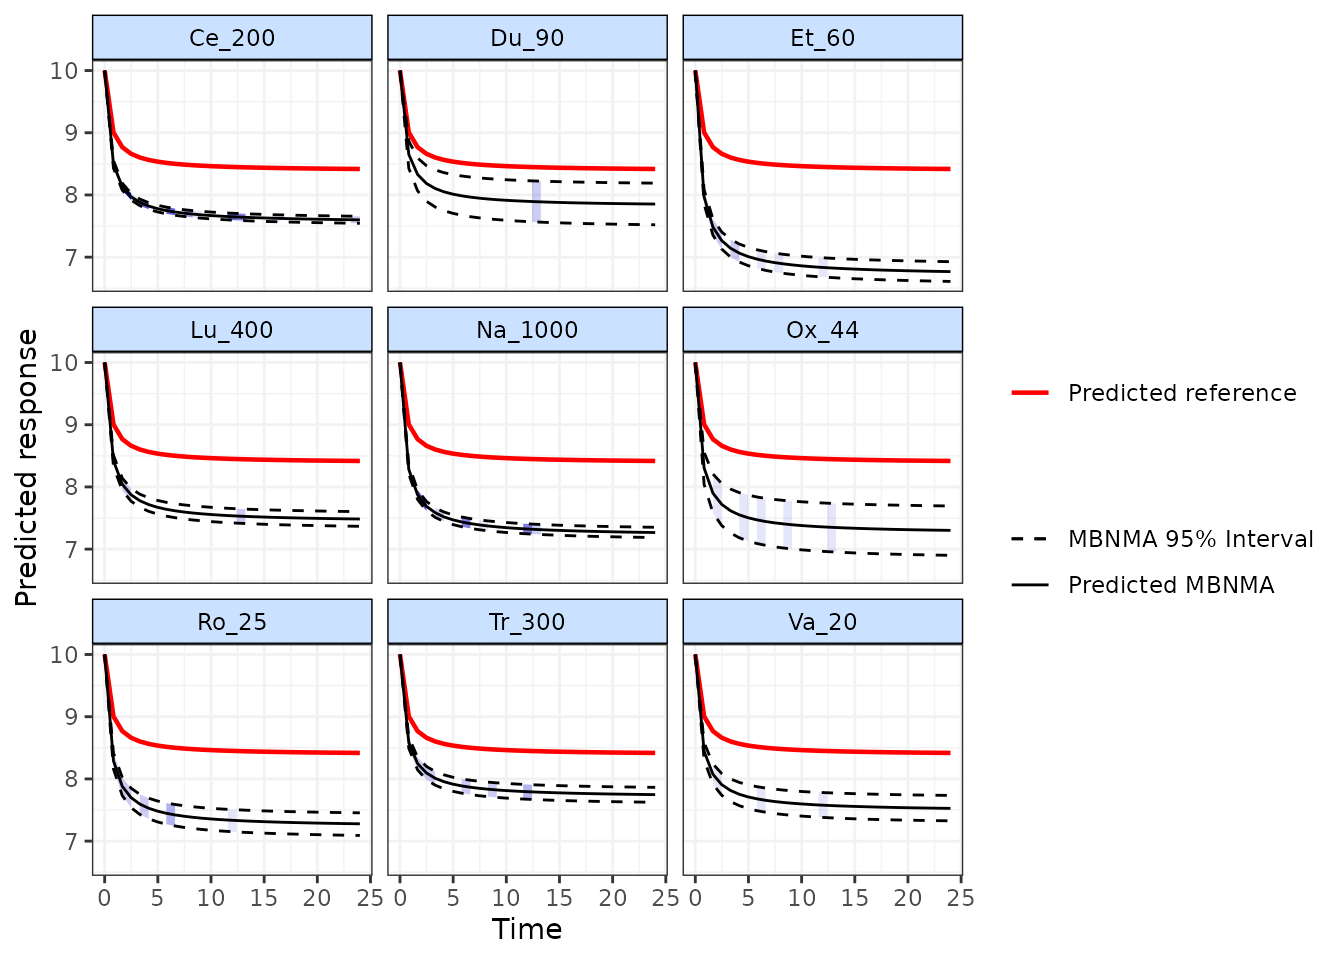 Ce_200 Du_90 Et_60
10
9
8
7
Lu_400 Na_1000 Ox_44
10
9
8
7
Ro_25 Tr_300 Va_20
10
9
8
7
0 5 10 15 20 25 0 5 10 15 20 25 0 5 10 15 20 25
Time
Predicted response
Predicted reference
MBNMA 95% Interval
Predicted MBNMA